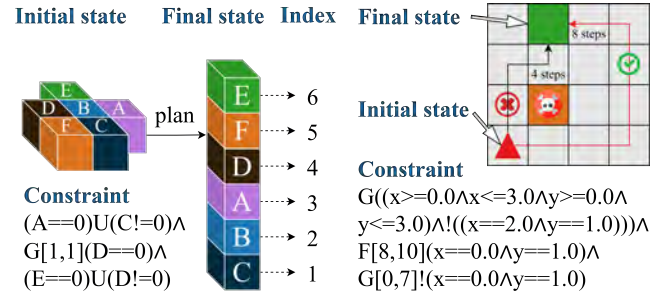 Initial state
Final state
Index
E
D
B
A
F
C
plan
E
F
D
A
B
C
6
5
4
3
2
1
Constraint
(A==0)U(C!=0)∧
G[1,1](D==0)∧
(E==0)U(D!=0)
Final state
8 steps
4 steps
Initial state
Constraint
G((x>=0.0∧x<=3.0∧y>=0.0∧
y<=3.0)∧!((x==2.0∧y==1.0)))∧
F[8,10](x==0.0∧y==1.0)∧
G[0,7]!(x==0.0∧y==1.0)